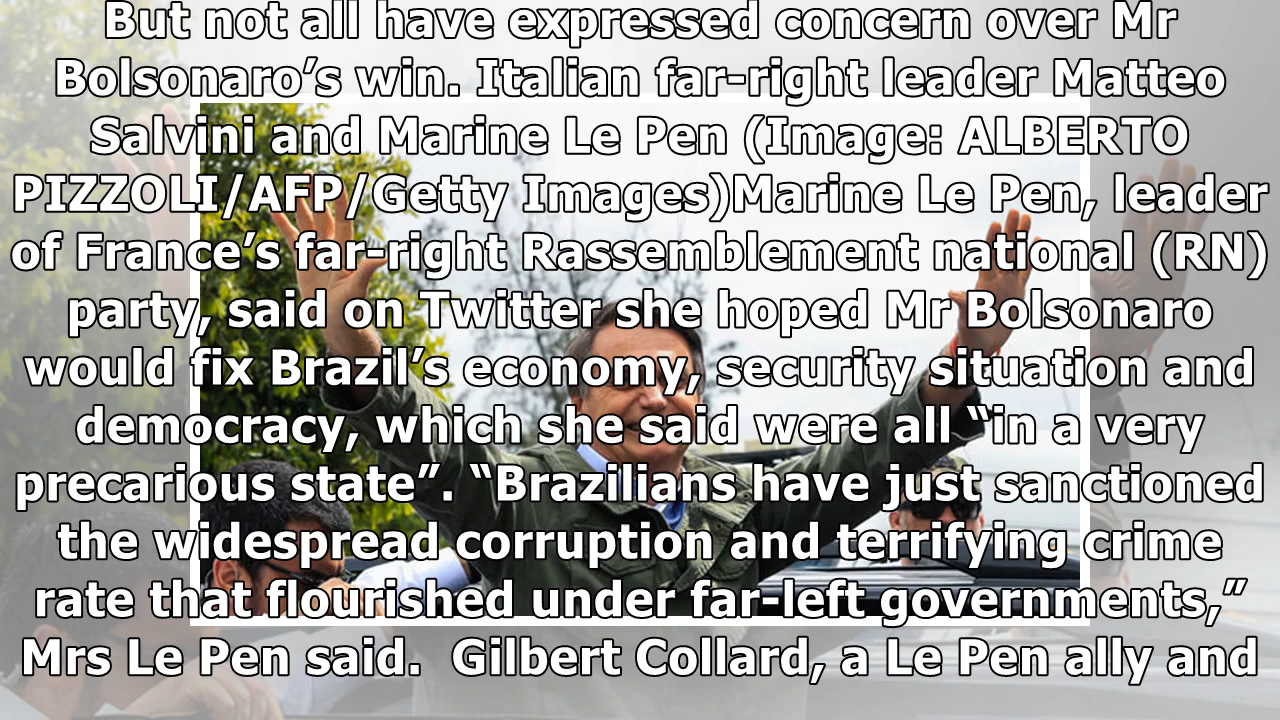 But not all have expressed concern over Mr
Bolsonaro’s win. Italian far-right leader Matteo
Salvini and Marine Le Pen (Image: ALBERTO
PIZZOLI/AFP/Getty Images)Marine Le Pen, leader
of France’s far-right Rassemblement national (RN)
party, said on Twitter she hoped Mr Bolsonaro
would fix Brazil’s economy, security situation and
democracy, which she said were all “in a very
precarious state”. “Brazilians have just sanctioned
the widespread corruption and terrifying crime
rate that flourished under far-left governments,”
Mrs Le Pen said.  Gilbert Collard, a Le Pen ally and